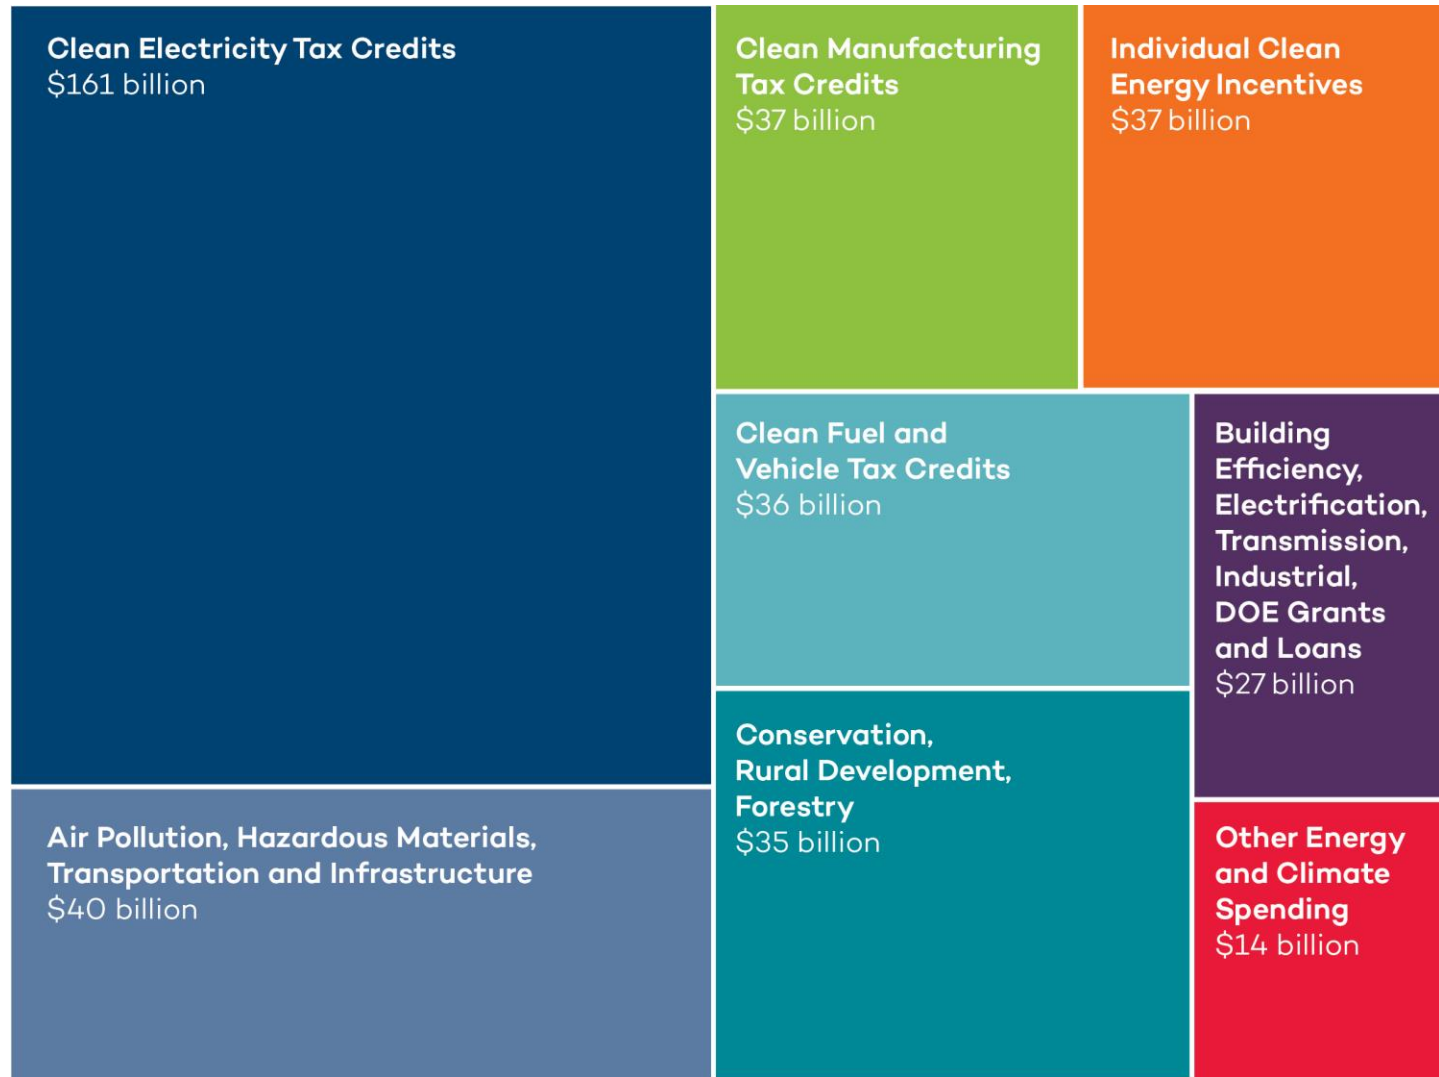 Clean Electricity Tax Credits
$161 billion
Air Pollution, Hazardous Materials,
Transportation and Infrastructure
$40 billion
Clean Manufacturing
Tax Credits
$37 billion
Individual Clean
Energy Incentives
$37 billion
Clean Fuel and
Vehicle Tax Credits
$36 billion
Conservation,
Rural Development,
Forestry
$35 billion
Building
Efficiency,
Electrification,
Transmission,
Industrial,
DOE Grants
and Loans
$27 billion
Other Energy
and Climate
Spending
$14 billion